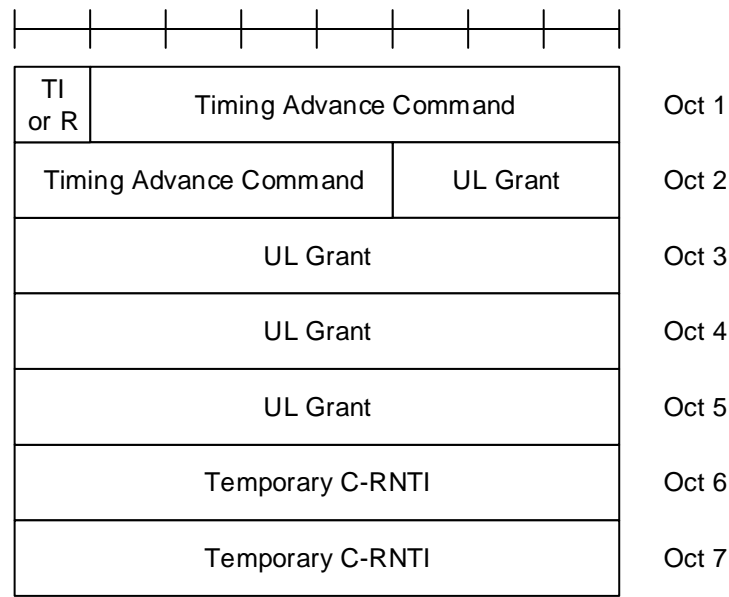 TI
or R
Timing Advance Command
Oct 1
Timing Advance Command
UL Grant
Oct 2
UL Grant
Oct 3
UL Grant
Oct 4
UL Grant
Oct 5
Temporary C-RNTI
Oct 6
Temporary C-RNTI
Oct 7